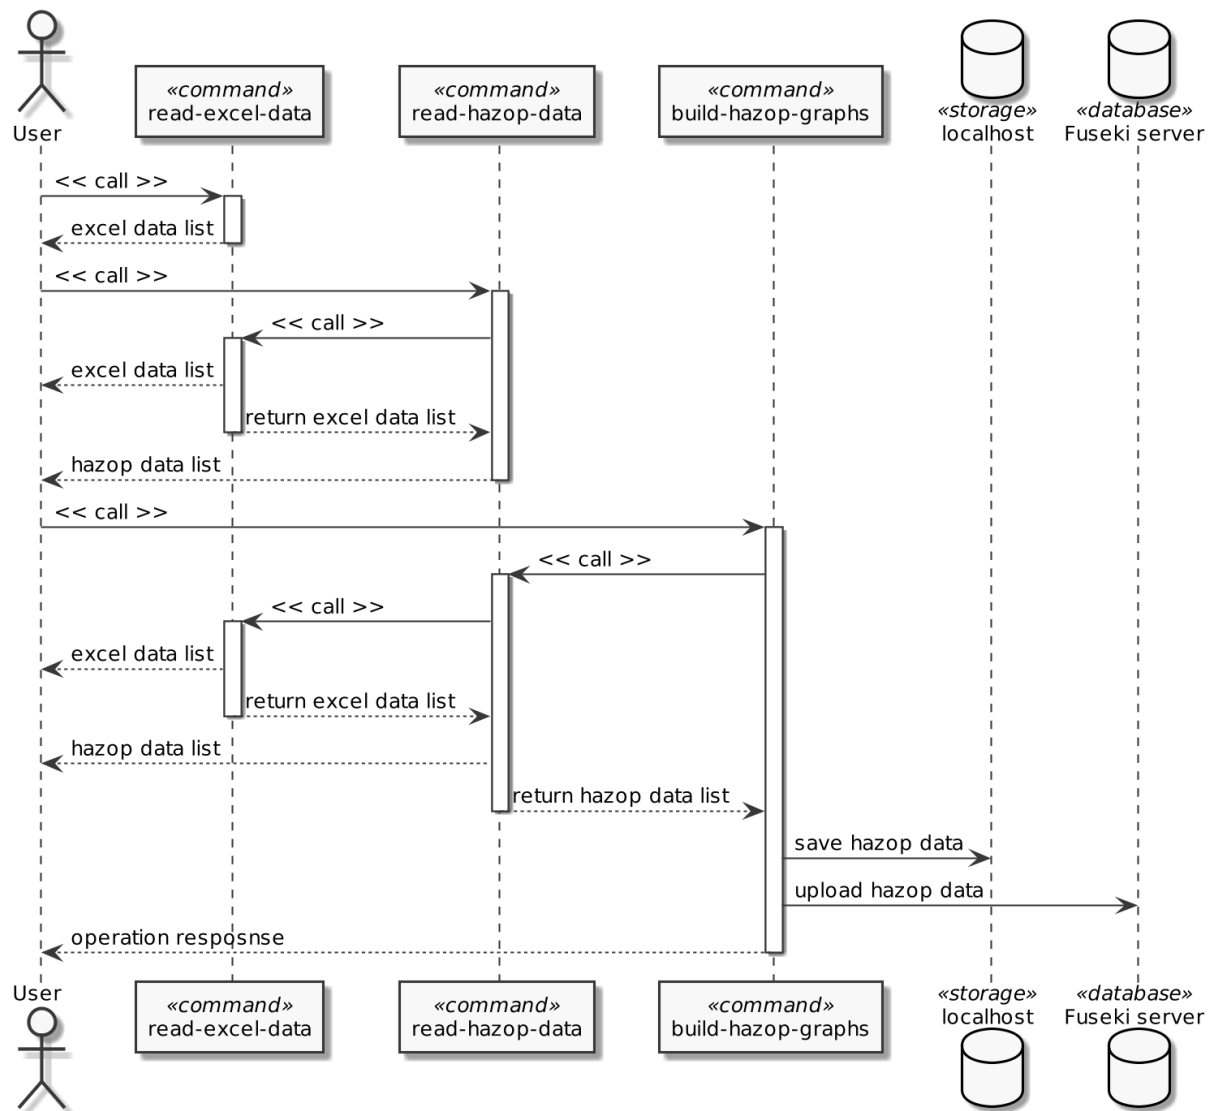 «command»
read-excel-data
«command»
read-hazop-data
«command»
build-hazop-graphs
User
«storage»
localhost
«database»
Fuseki server
<< call >>
excel data list
<< call >>
<< call >>
excel data list
return excel data list
hazop data list
<< call >>
<< call >>
<< call >>
excel data list
return excel data list
hazop data list
return hazop data list
save hazop data
upload hazop data
operation resposnse
User
«command»
read-excel-data
«command»
read-hazop-data
«command»
build-hazop-graphs
«storage»
localhost
«database»
Fuseki server